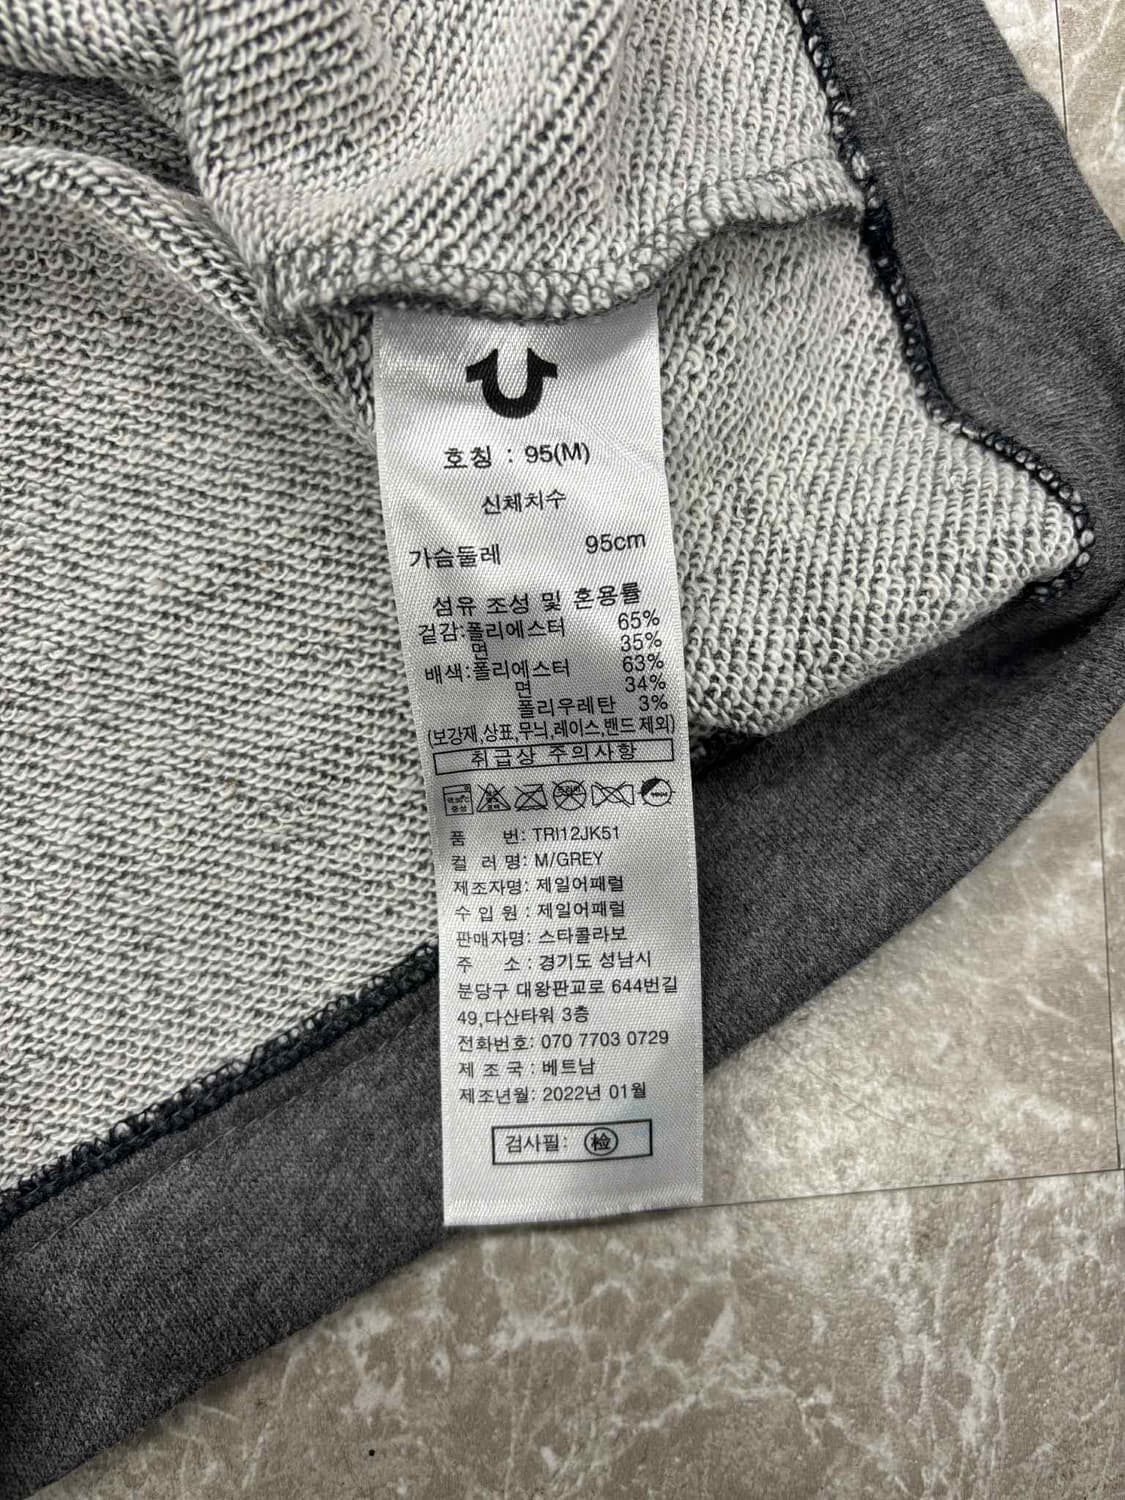 호칭 : 95(M)
신체치수
가슴둘레 95cm
섬유 조성 및 혼용률
겉감:폴리에스터 65%
면 35%
배색:폴리에스터 63%
면 34%
폴리우레탄 3%
(보강재,상표,무늬,레이스,밴드 제외)
취급상 주의사항
중성
품 번: TRI12JK51
컬 러 명: M/GREY
제조자명: 제일어패럴
수 입 원 : 제일어패럴
판매자명: 스타콜라보
주 소 : 경기도 성남시
분당구 대왕판교로 644번길
49,다산타워 3층
전화번호: 070 7703 0729
제 조 국 : 베트남
제조년월: 2022년 01월
검사필: 检